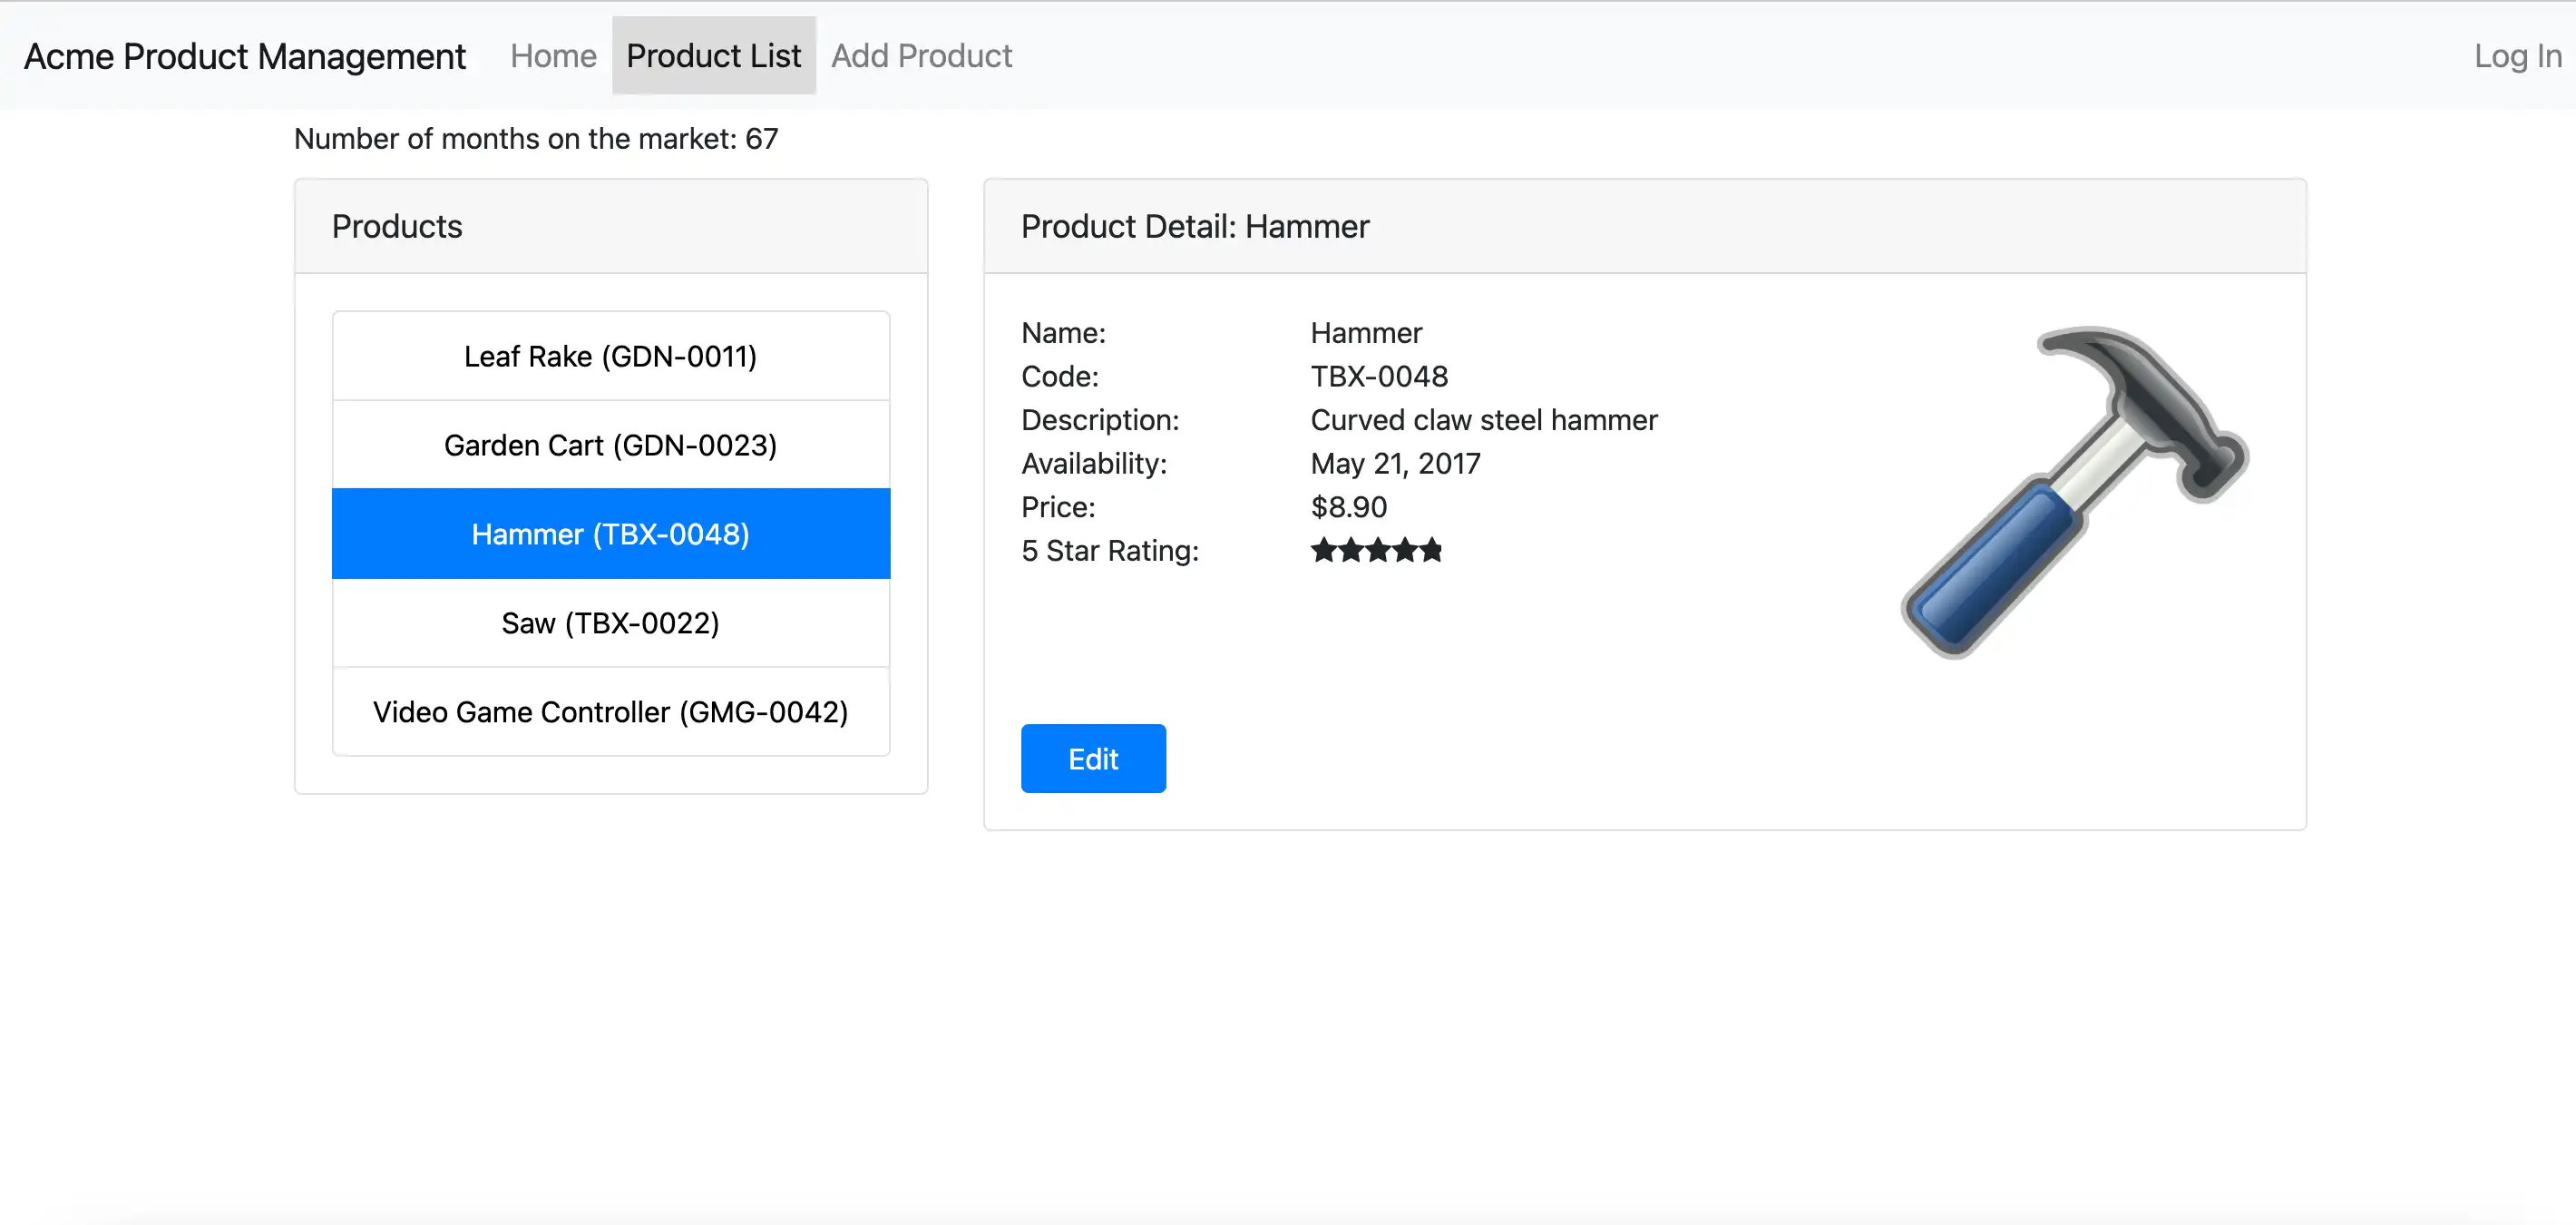 Acme Product Management Home Product List Add Product Log In
Number of months on the market: 67
Products
Leaf Rake (GDN-0011)
Garden Cart (GDN-0023)
Hammer (TBX-0048)
Saw (TBX-0022)
Video Game Controller (GMG-0042)
Product Detail: Hammer
Name: Hammer
Code: TBX-0048
Description: Curved claw steel hammer
Availability: May 21, 2017
Price: $8.90
5 Star Rating:
Edit